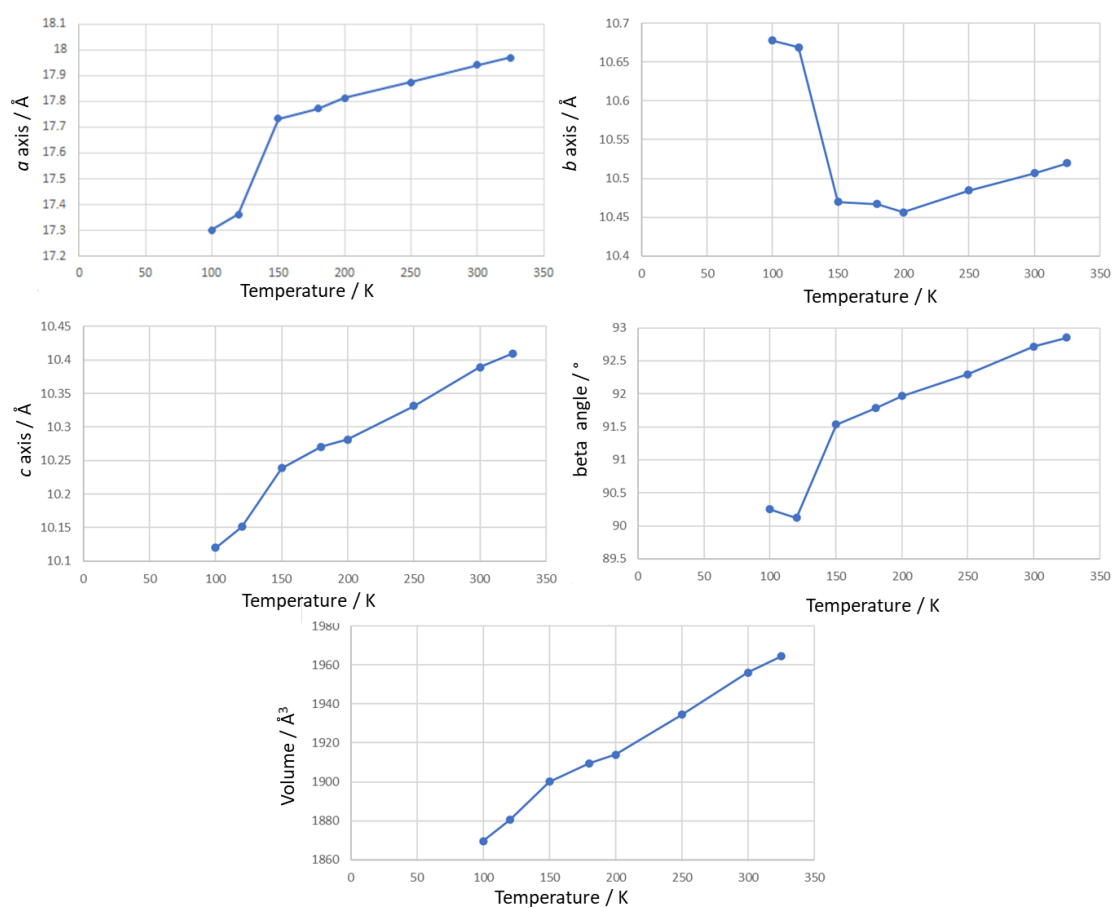 18.1
18
17.9
17.8
17.7
17.6
17.5
17.4
17.3
17.2
a axis / Å
0 50 100 150 200 250 300 350
Temperature / K
10.7
10.65
10.6
10.55
10.5
10.45
10.4
b axis / Å
0 50 100 150 200 250 300 350
Temperature / K
10.45
10.4
10.35
10.3
10.25
10.2
10.15
10.1
c axis / Å
0 50 100 150 200 250 300 350
Temperature / K
93
92.5
92
91.5
91
90.5
90
89.5
beta angle / °
0 50 100 150 200 250 300 350
Temperature / K
1980
1960
1940
1920
1900
1880
1860
Volume / Å³
0 50 100 150 200 250 300 350
Temperature / K